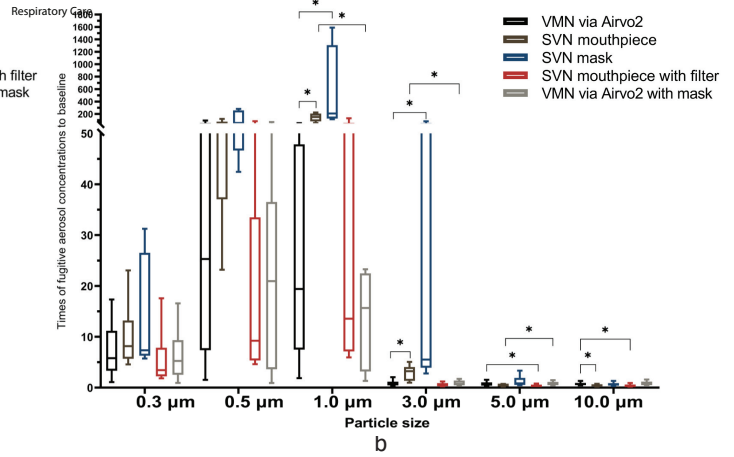 Respiratory Care
h filter
mask
Times of fugitive aerosol concentrations to baseline
1800
1600
1400
1200
1000
800
600
400
200
50
40
30
20
10
0
* * * * * * * * * *
VMN via Airvo2
SVN mouthpiece
SVN mask
SVN mouthpiece with filter
VMN via Airvo2 with mask
0.3 μm 0.5 μm 1.0 μm 3.0 μm 5.0 μm 10.0 μm
Particle size
b